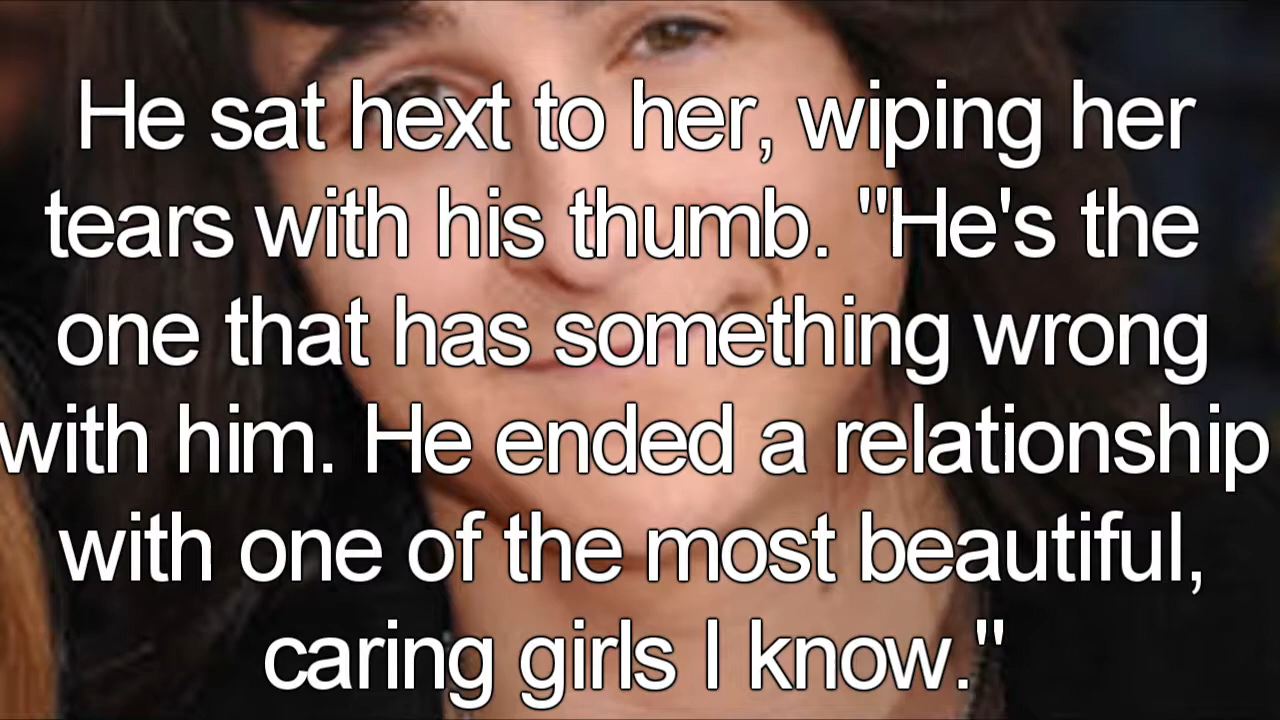 He sat hext to her, wiping her
tears with his thumb. "He's the
one that has something wrong
with him. He ended a relationship
with one of the most beautiful,
caring girls I know."